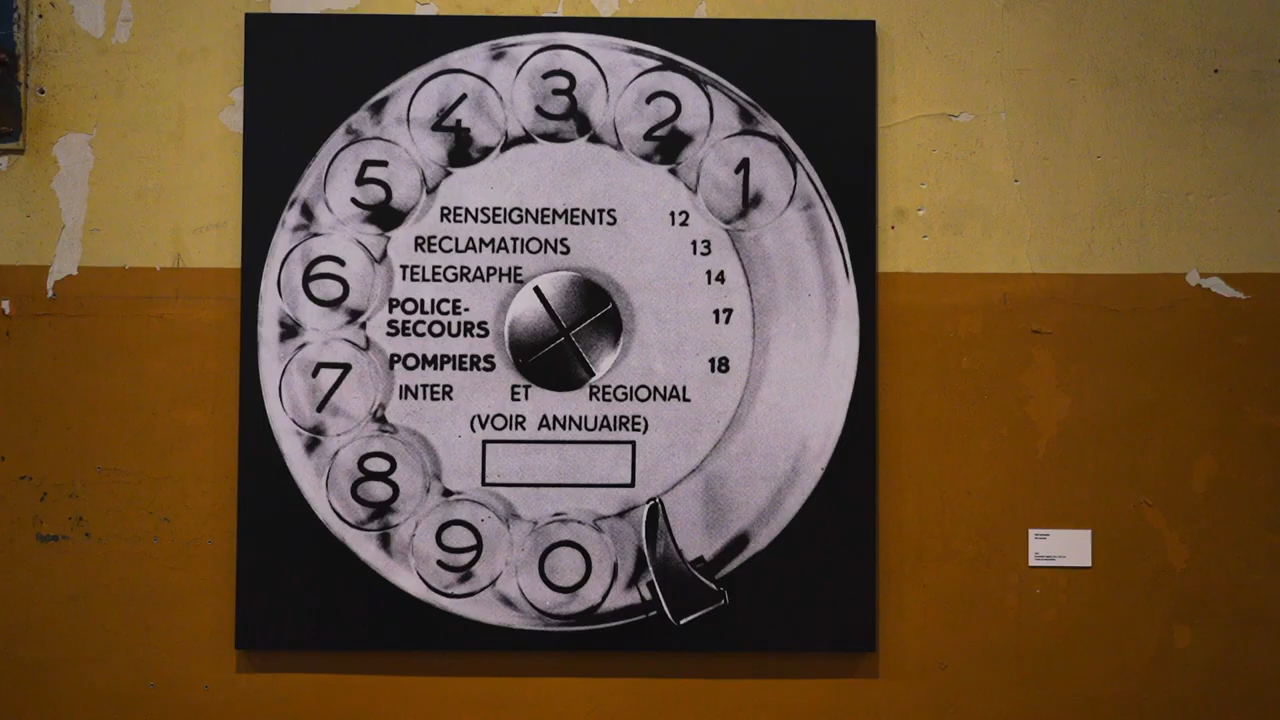 3
4
2
5
1
RENSEIGNEMENTS 12
RECLAMATIONS 13
6
TELEGRAPHE 14
POLICE-
SECOURS 17
7
POMPIERS 18
INTER ET REGIONAL
(VOIR ANNUAIRE)
8
9
0